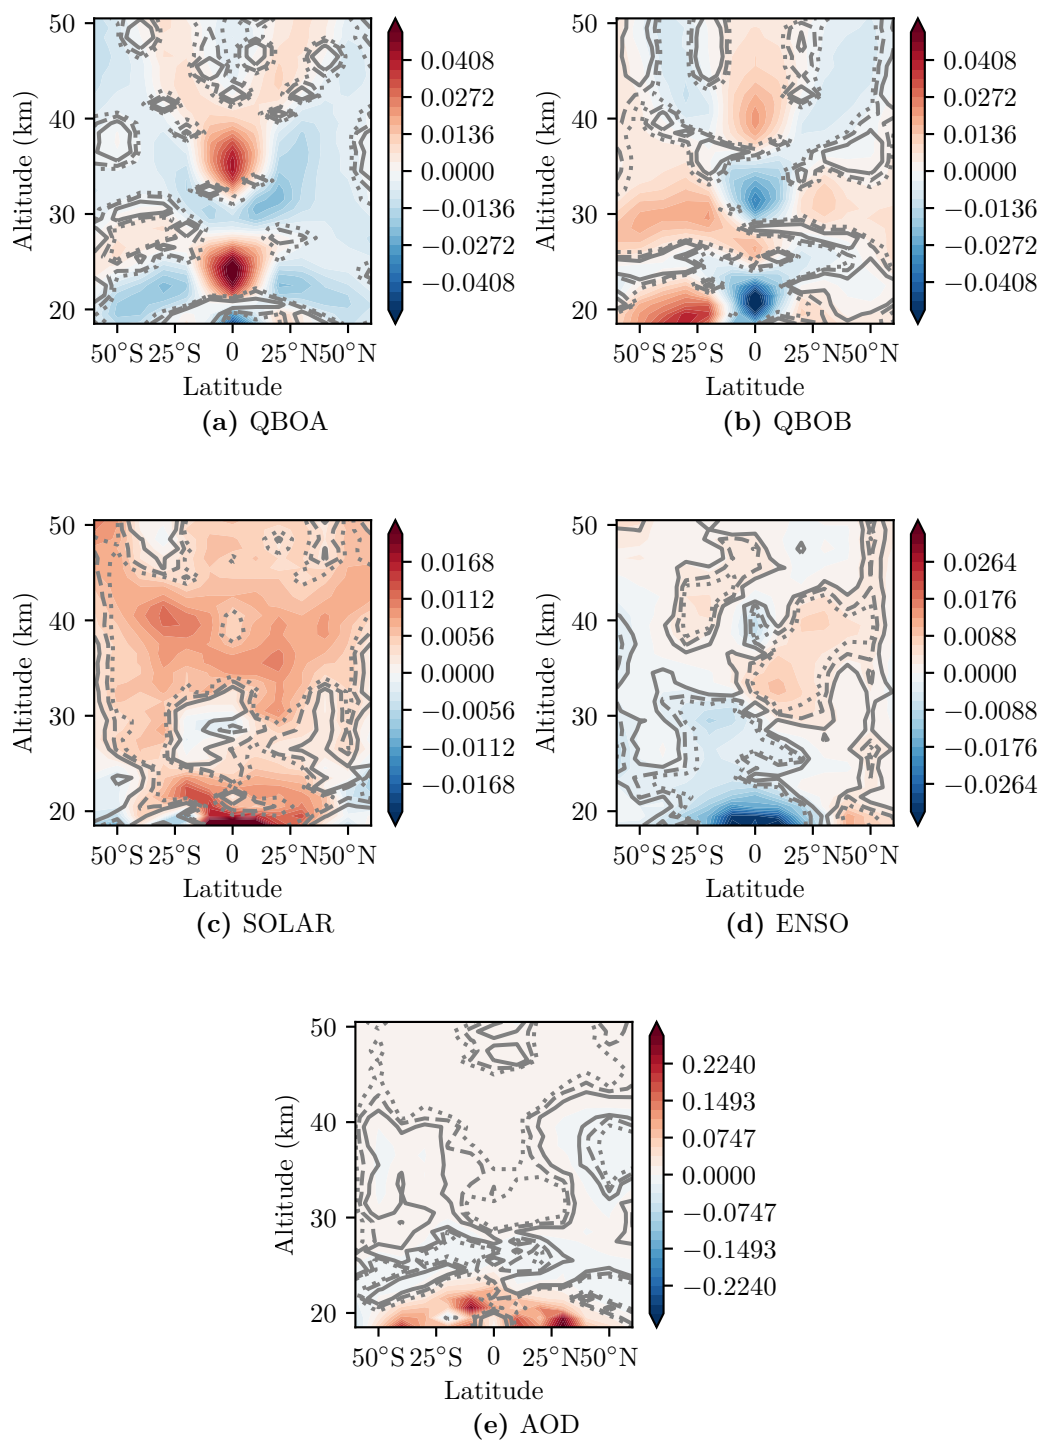 50
40
30
20
Altitude (km)
50°S 25°S 0 25°N 50°N
Latitude
0.0408
0.0272
0.0136
0.0000
−0.0136
−0.0272
−0.0408
(a) QBOA
50
40
30
20
Altitude (km)
50°S 25°S 0 25°N 50°N
Latitude
0.0408
0.0272
0.0136
0.0000
−0.0136
−0.0272
−0.0408
(b) QBOB
50
40
30
20
Altitude (km)
50°S 25°S 0 25°N 50°N
Latitude
0.0168
0.0112
0.0056
0.0000
−0.0056
−0.0112
−0.0168
(c) SOLAR
50
40
30
20
Altitude (km)
50°S 25°S 0 25°N 50°N
Latitude
0.0264
0.0176
0.0088
0.0000
−0.0088
−0.0176
−0.0264
(d) ENSO
50
40
30
20
Altitude (km)
50°S 25°S 0 25°N 50°N
Latitude
0.2240
0.1493
0.0747
0.0000
−0.0747
−0.1493
−0.2240
(e) AOD